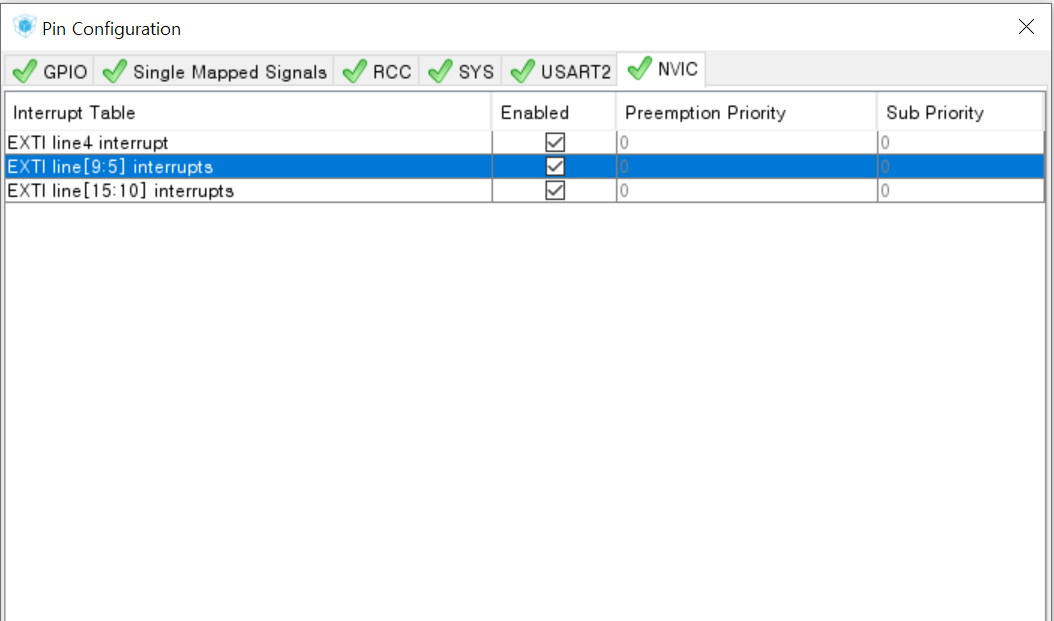 Pin Configuration
GPIO Single Mapped Signals RCC SYS USART2 NVIC
Interrupt Table Enabled Preemption Priority Sub Priority
EXTI line4 interrupt 0 0
EXTI line[9:5] interrupts 0 0
EXTI line[15:10] interrupts 0 0